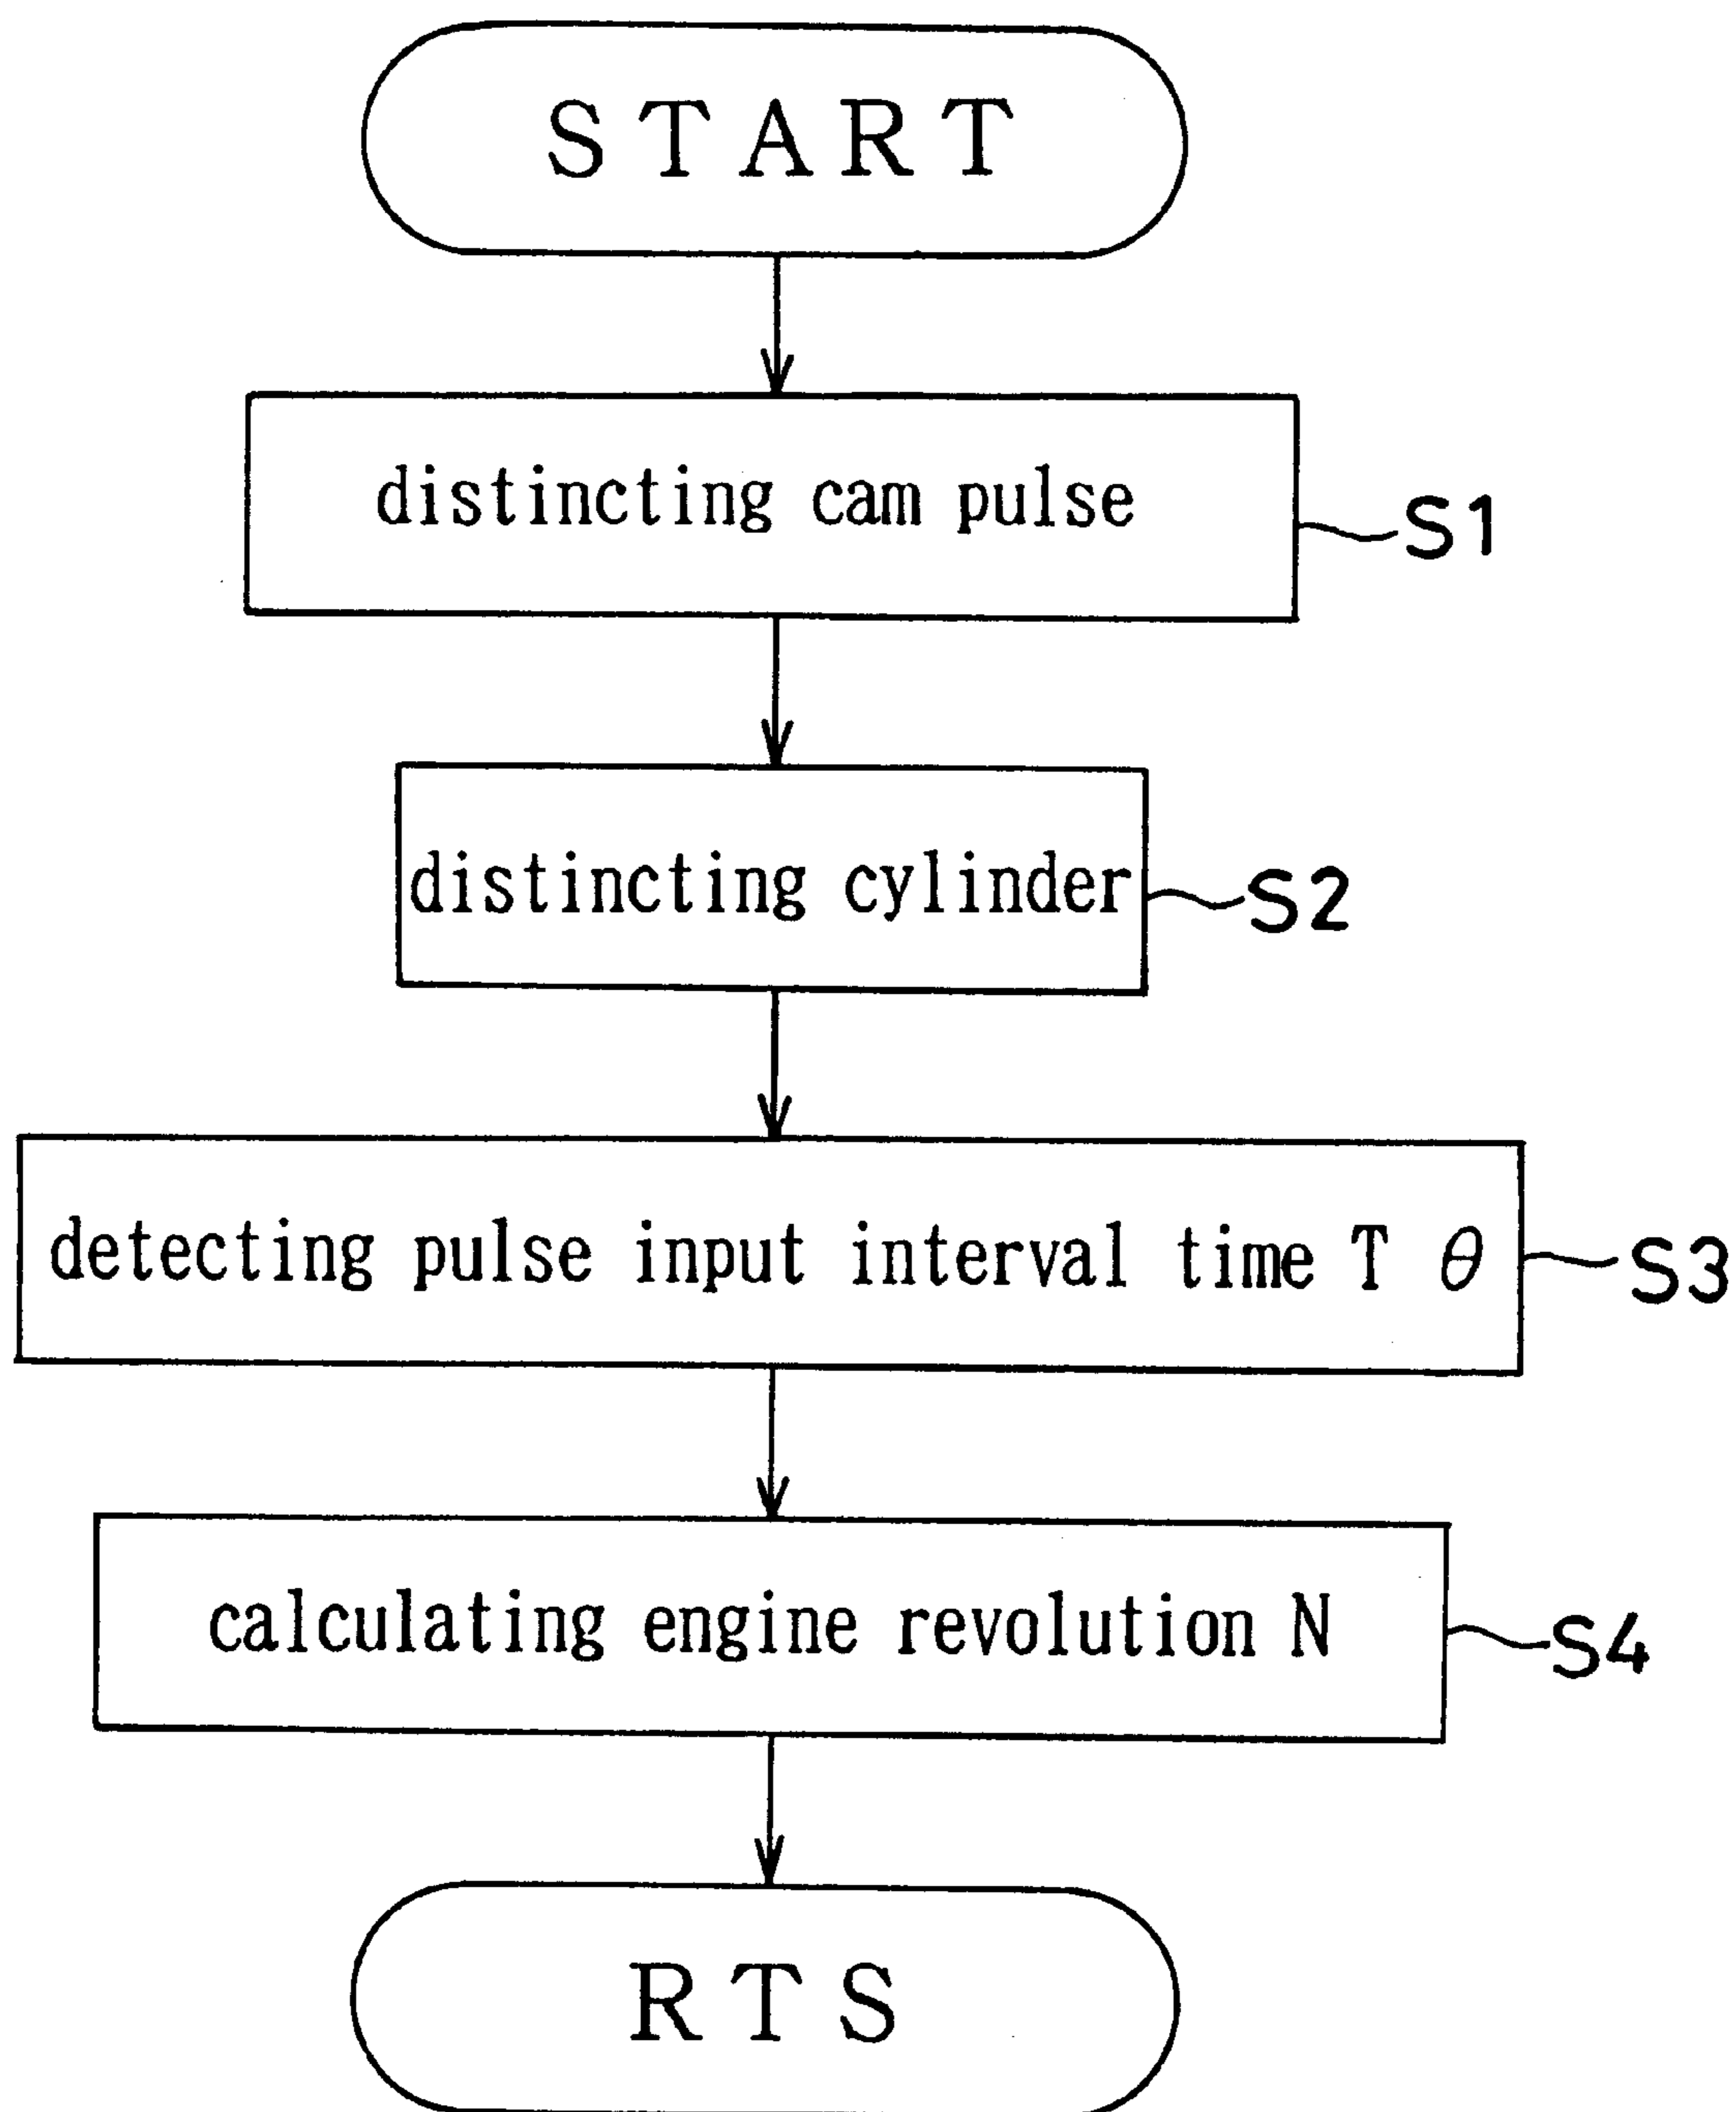 START
distincting cam pulse
S1
distincting cylinder
S2
detecting pulse input interval time T θ
S3
calculating engine revolution N
S4
RTS